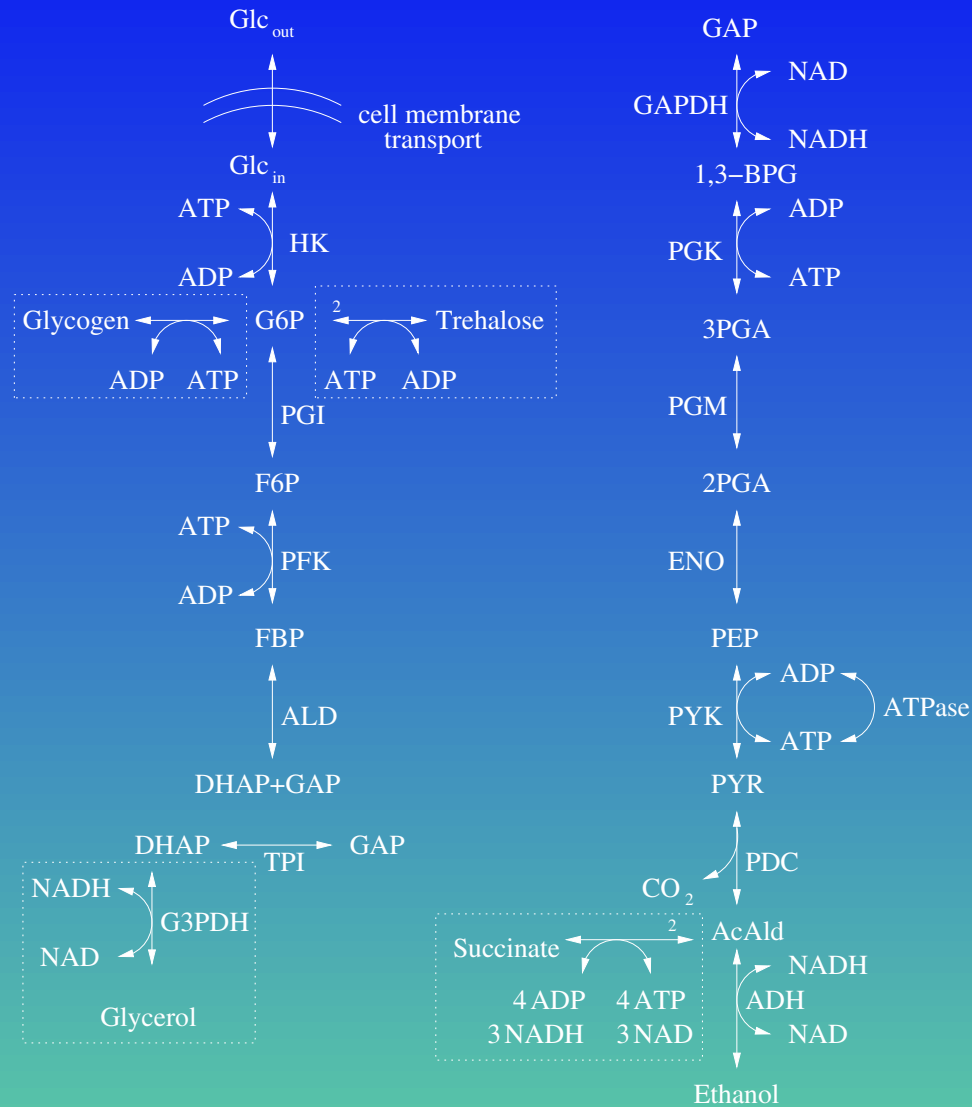 Glc out
cell membrane
transport
Glc in
ATP
HK
ADP
Glycogen
G6P
2
Trehalose
ADP ATP
ATP ADP
PGI
F6P
ATP
PFK
ADP
FBP
ALD
DHAP+GAP
DHAP
GAP
TPI
NADH
G3PDH
NAD
Glycerol
GAP
NAD
GAPDH
NADH
1,3−BPG
ADP
PGK
ATP
3PGA
PGM
2PGA
ENO
PEP
ADP
PYK
ATPase
ATP
PYR
PDC
CO 2
2
AcAld
Succinate
4 ADP 4 ATP
3 NADH 3 NAD
NADH
ADH
NAD
Ethanol